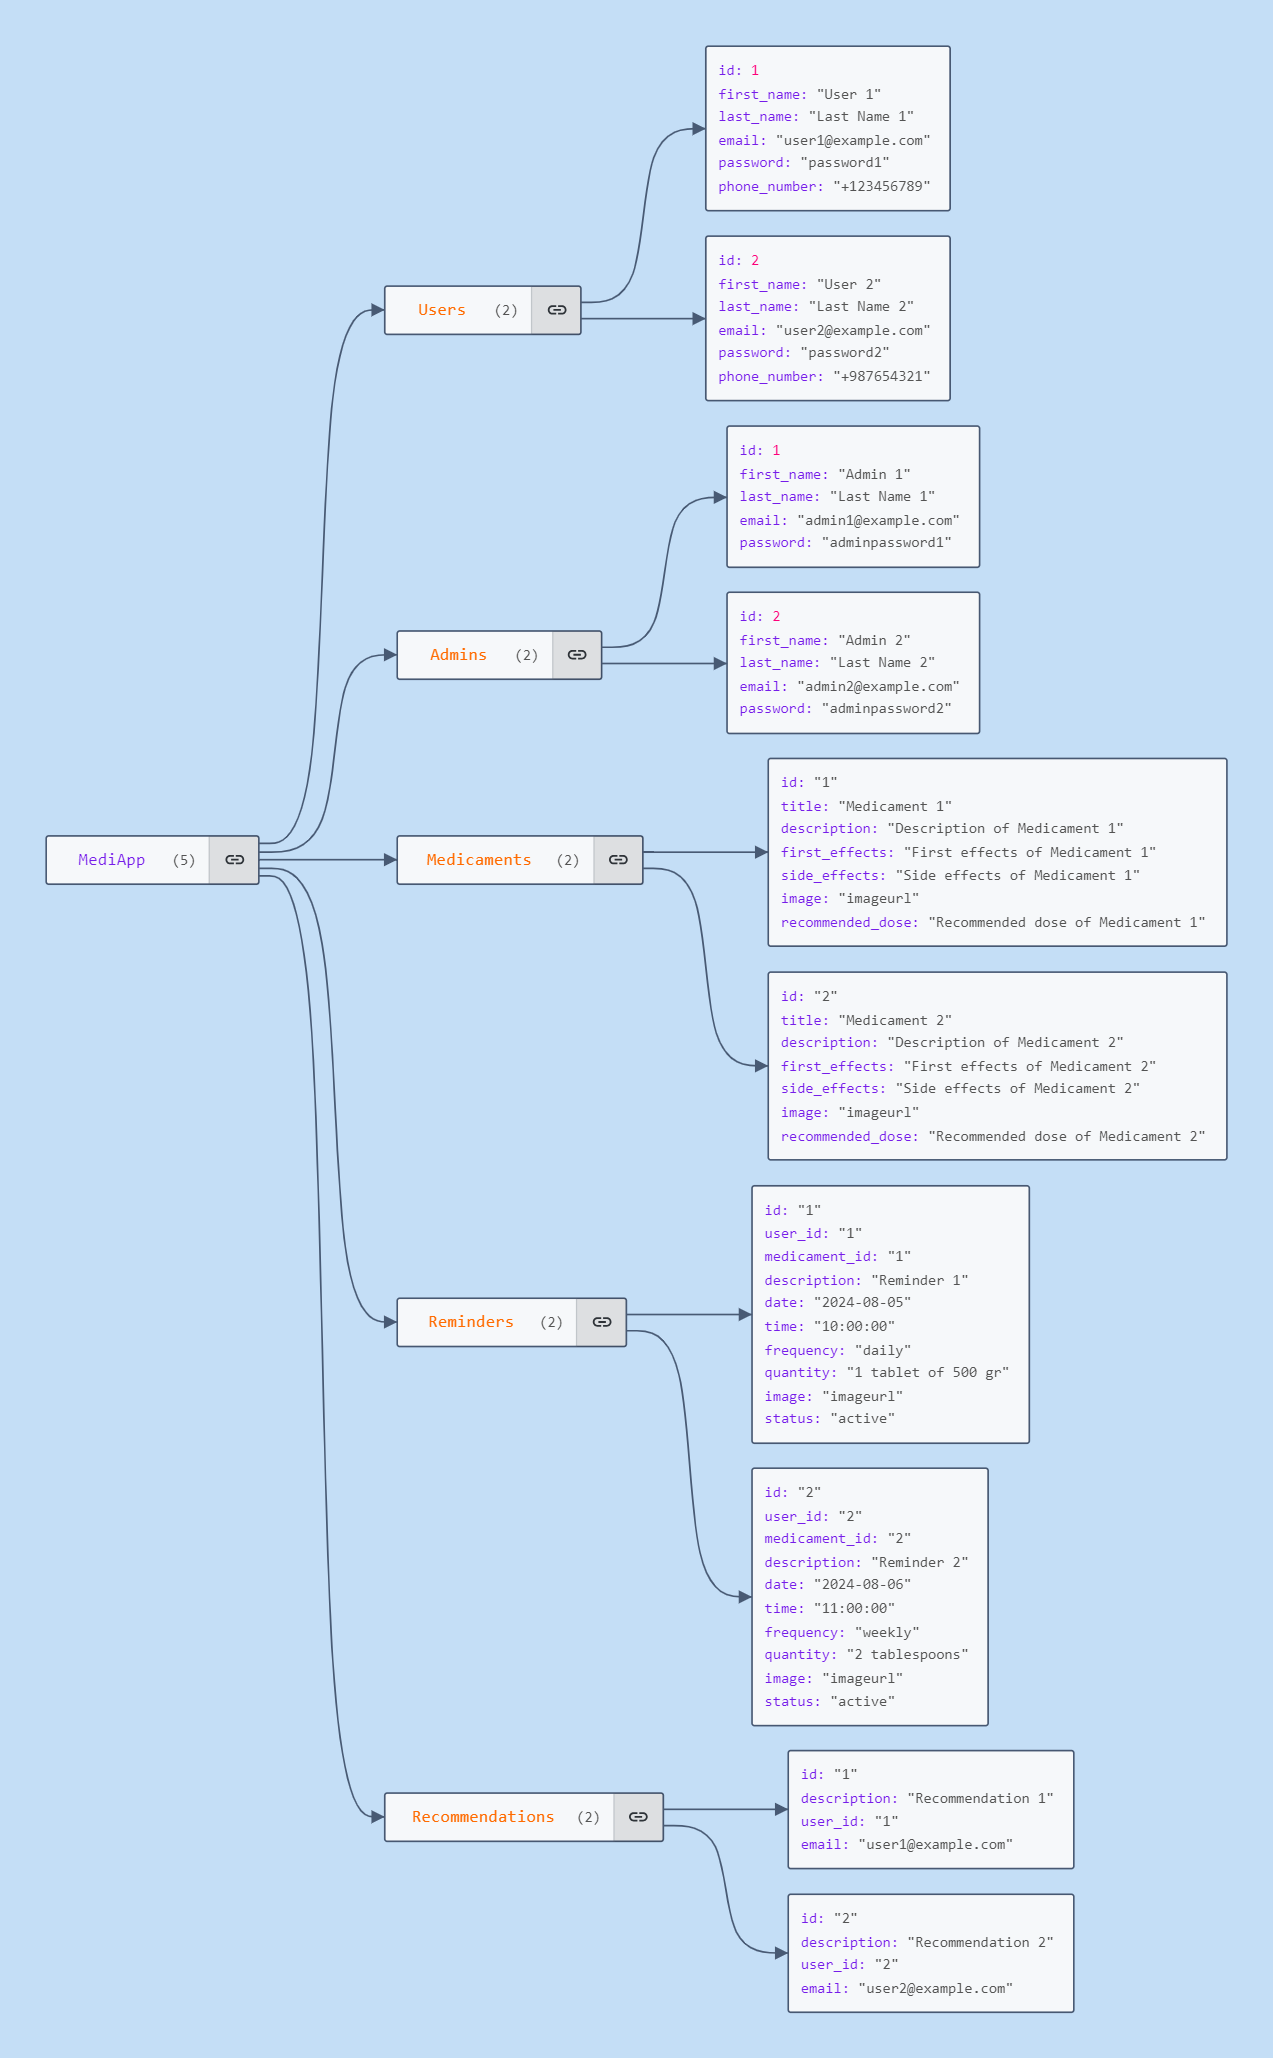 id: 1
first_name: "User 1"
last_name: "Last Name 1"
email: "user1@example.com"
password: "password1"
phone_number: "+123456789"
id: 2
first_name: "User 2"
last_name: "Last Name 2"
email: "user2@example.com"
password: "password2"
phone_number: "+987654321"
Users (2)
id: 1
first_name: "Admin 1"
last_name: "Last Name 1"
email: "admin1@example.com"
password: "adminpassword1"
id: 2
first_name: "Admin 2"
last_name: "Last Name 2"
email: "admin2@example.com"
password: "adminpassword2"
Admins (2)
MediApp (5)
Medicaments (2)
id: "1"
title: "Medicament 1"
description: "Description of Medicament 1"
first_effects: "First effects of Medicament 1"
side_effects: "Side effects of Medicament 1"
image: "imageurl"
recommended_dose: "Recommended dose of Medicament 1"
id: "2"
title: "Medicament 2"
description: "Description of Medicament 2"
first_effects: "First effects of Medicament 2"
side_effects: "Side effects of Medicament 2"
image: "imageurl"
recommended_dose: "Recommended dose of Medicament 2"
Reminders (2)
id: "1"
user_id: "1"
medicament_id: "1"
description: "Reminder 1"
date: "2024-08-05"
time: "10:00:00"
frequency: "daily"
quantity: "1 tablet of 500 gr"
image: "imageurl"
status: "active"
id: "2"
user_id: "2"
medicament_id: "2"
description: "Reminder 2"
date: "2024-08-06"
time: "11:00:00"
frequency: "weekly"
quantity: "2 tablespoons"
image: "imageurl"
status: "active"
Recommendations (2)
id: "1"
description: "Recommendation 1"
user_id: "1"
email: "user1@example.com"
id: "2"
description: "Recommendation 2"
user_id: "2"
email: "user2@example.com"